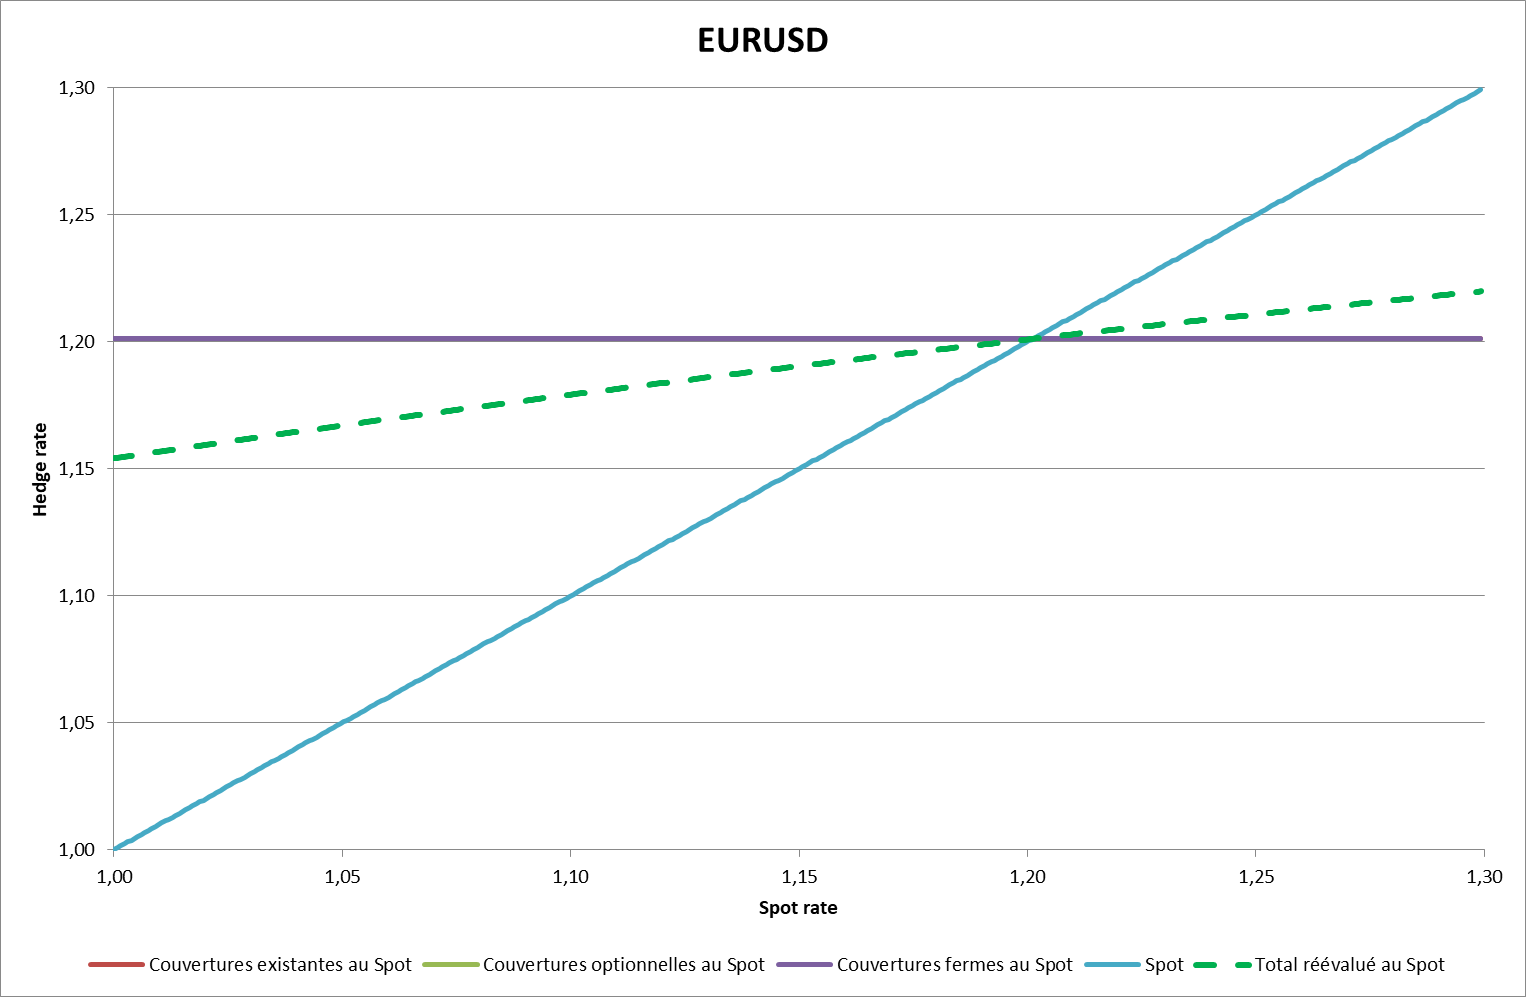 EURUSD
1,30
1,25
1,20
1,15
1,10
1,05
1,00
Hedge rate
1,00 1,05 1,10 1,15 1,20 1,25 1,30
Spot rate
Couvertures existantes au Spot Couvertures optionnelles au Spot Couvertures fermes au Spot Spot Total réévalué au Spot